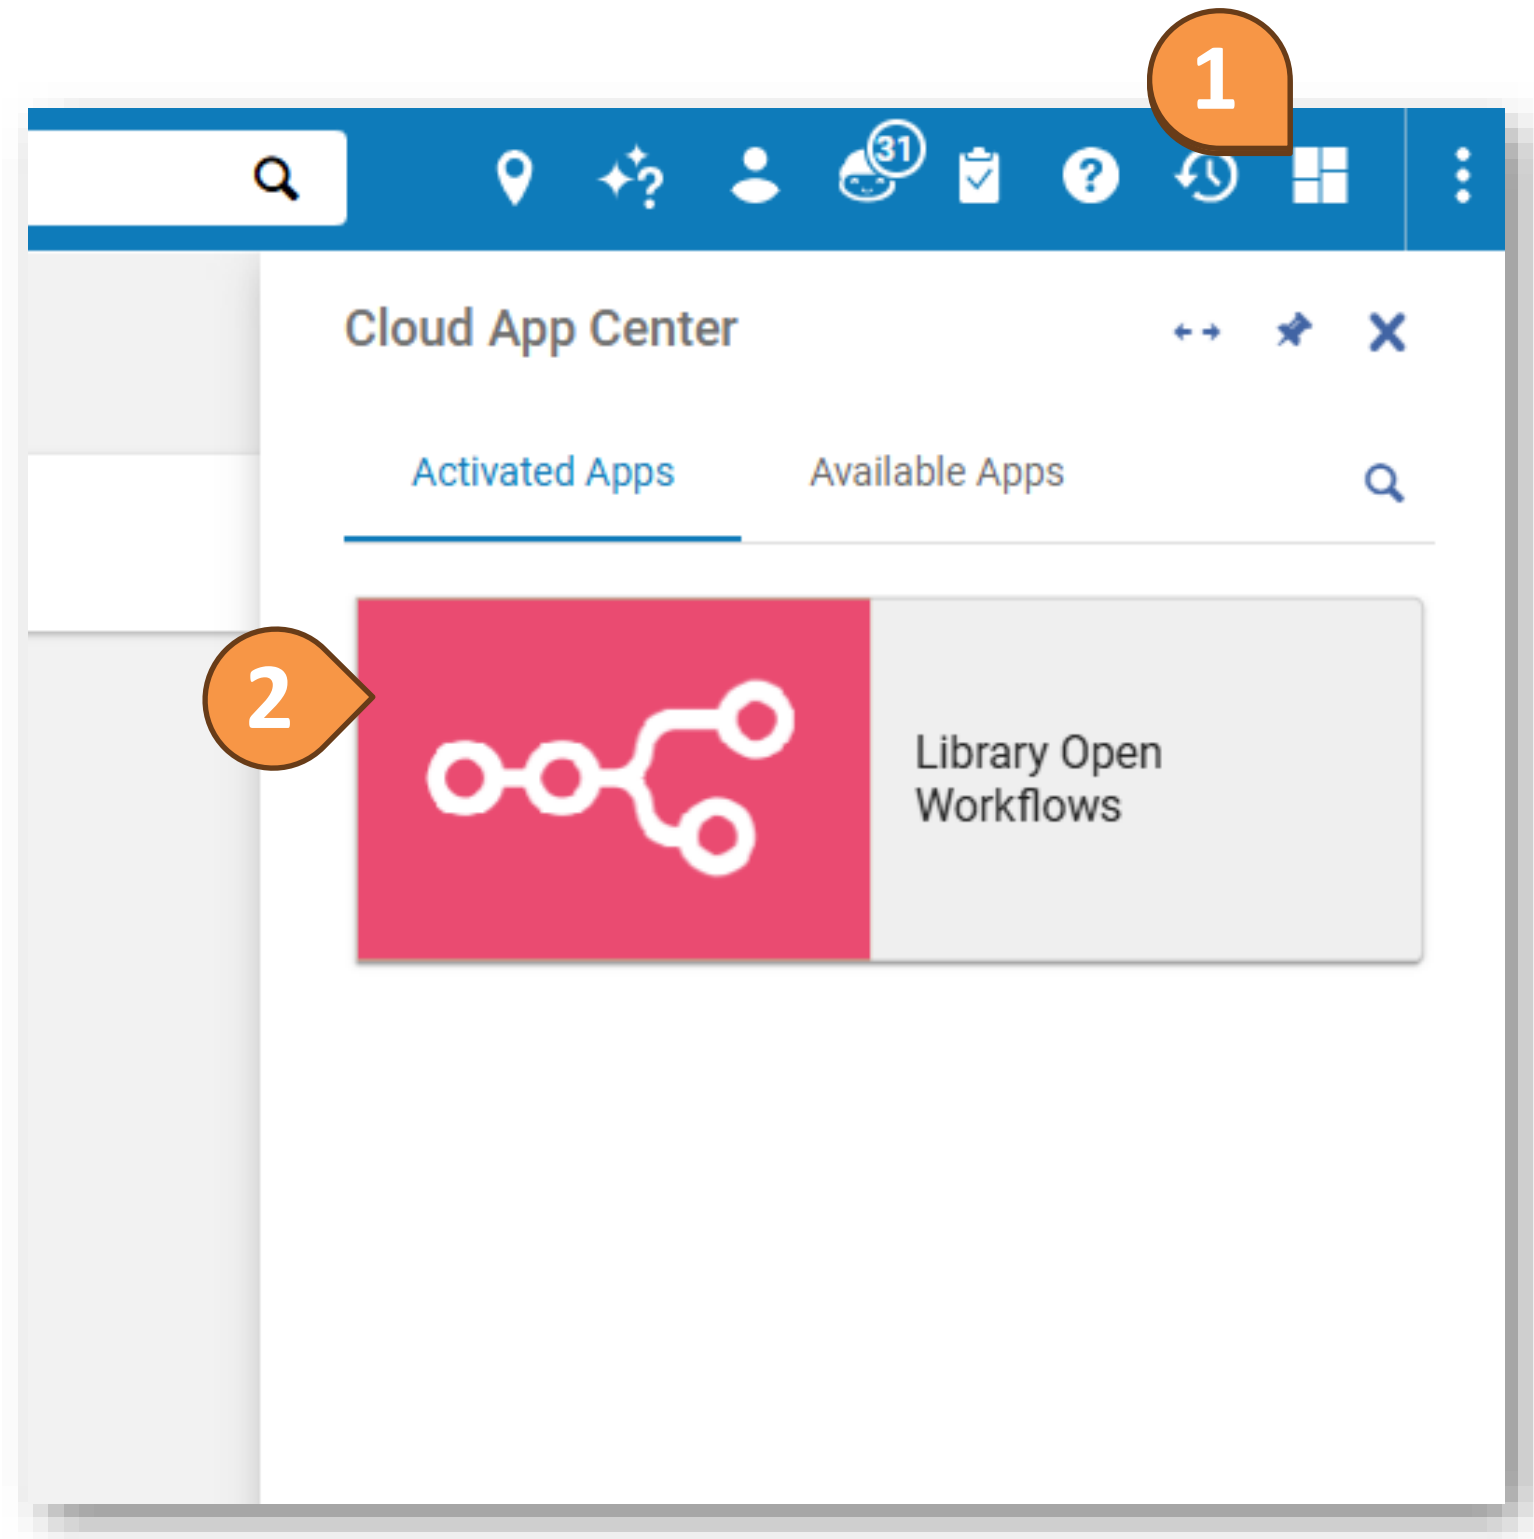 1
31
?
?
Cloud App Center
Activated Apps
Available Apps
2
Library Open
Workflows